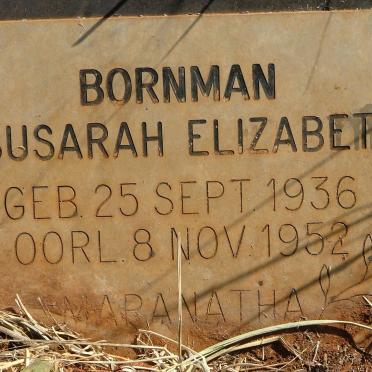 BORNMAN
SUSARAH ELIZABET
GEB. 25 SEPT. 1936
OORL. 8 NOV. 1952
MARANATHA